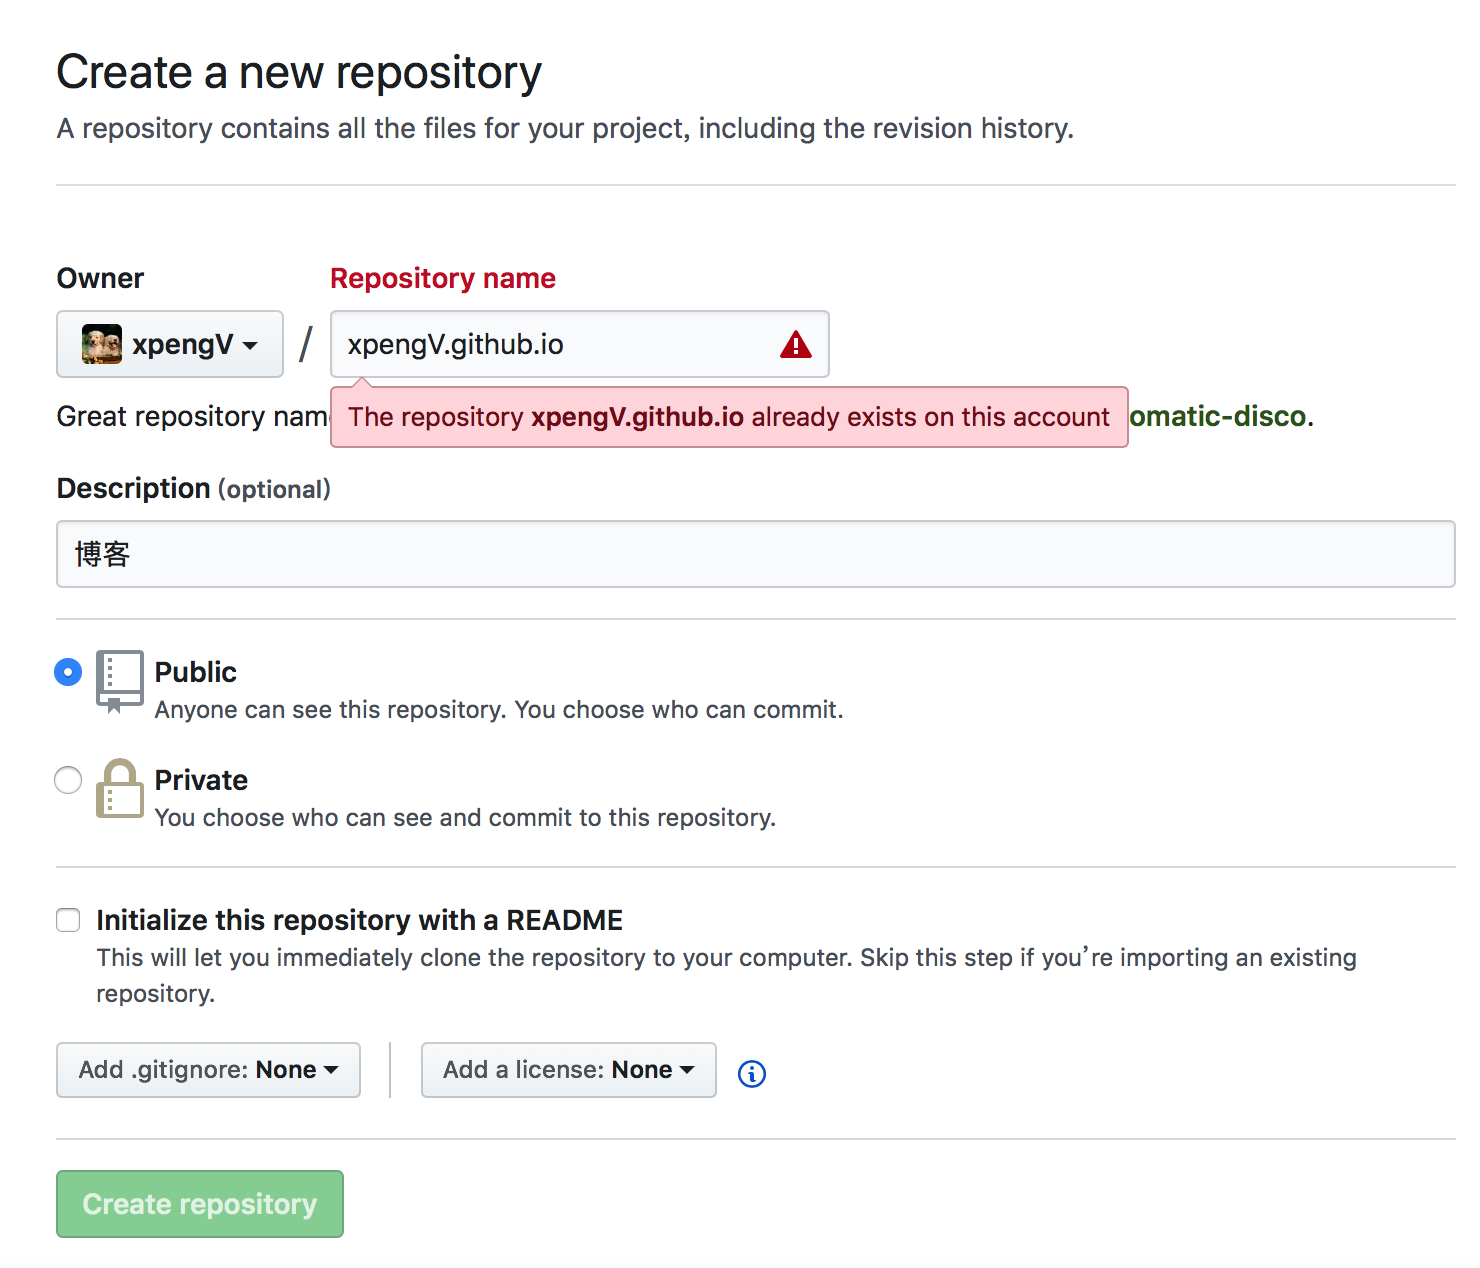 Create a new repository
A repository contains all the files for your project, including the revision history.
Owner
Repository name
xpengV
/
xpengV.github.io
The repository xpengV.github.io already exists on this account
Great repository omatic-disco.
Description (optional)
博客
Public
Anyone can see this repository. You choose who can commit.
Private
You choose who can see and commit to this repository.
Initialize this repository with a README
This will let you immediately clone the repository to your computer. Skip this step if you’re importing an existing
repository.
Add .gitignore: None
Add a license: None
Create repository